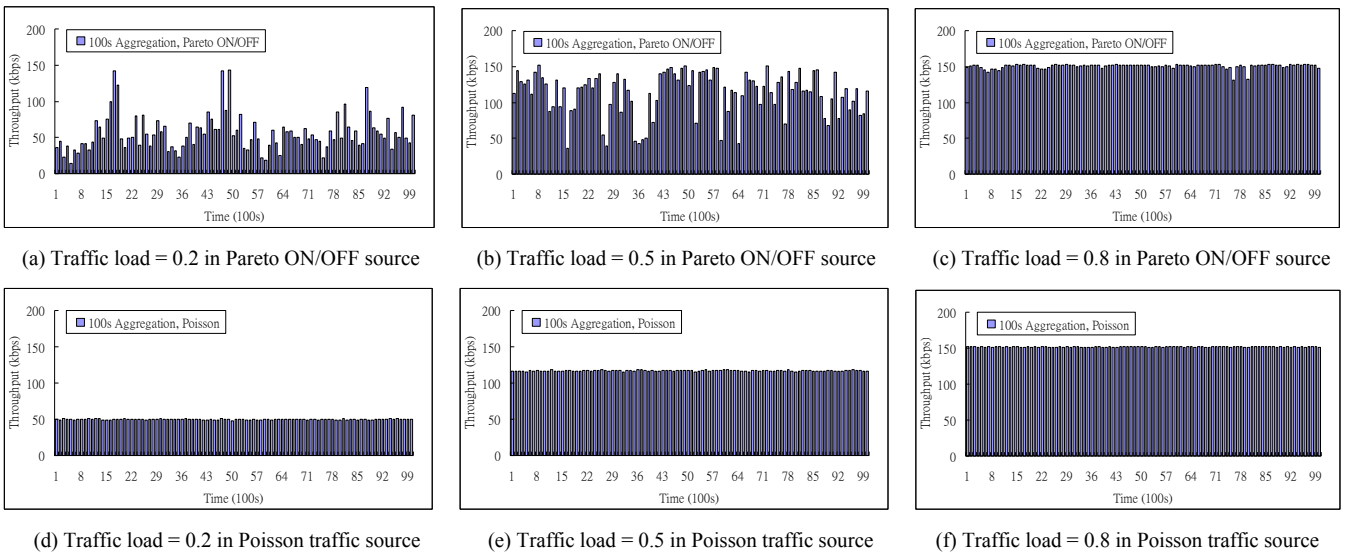 200
150
100
50
0
Throughput (kbps)
100s Aggregation, Pareto ON/OFF
1 8 15 22 29 36 43 50 57 64 71 78 85 92 99
Time (100s)
(a) Traffic load = 0.2 in Pareto ON/OFF source
200
150
100
50
0
Throughput (kbps)
100s Aggregation, Pareto ON/OFF
1 8 15 22 29 36 43 50 57 64 71 78 85 92 99
Time (100s)
(b) Traffic load = 0.5 in Pareto ON/OFF source
200
150
100
50
0
Throughput (kbps)
100s Aggregation, Pareto ON/OFF
1 8 15 22 29 36 43 50 57 64 71 78 85 92 99
Time (100s)
(c) Traffic load = 0.8 in Pareto ON/OFF source
200
150
100
50
0
Throughput (kbps)
100s Aggregation, Poisson
1 8 15 22 29 36 43 50 57 64 71 78 85 92 99
Time (100s)
(d) Traffic load = 0.2 in Poisson traffic source
200
150
100
50
0
Throughput (kbps)
100s Aggregation, Poisson
1 8 15 22 29 36 43 50 57 64 71 78 85 92 99
Time (100s)
(e) Traffic load = 0.5 in Poisson traffic source
200
150
100
50
0
Throughput (kbps)
100s Aggregation, Poisson
1 8 15 22 29 36 43 50 57 64 71 78 85 92 99
Time (100s)
(f) Traffic load = 0.8 in Poisson traffic source